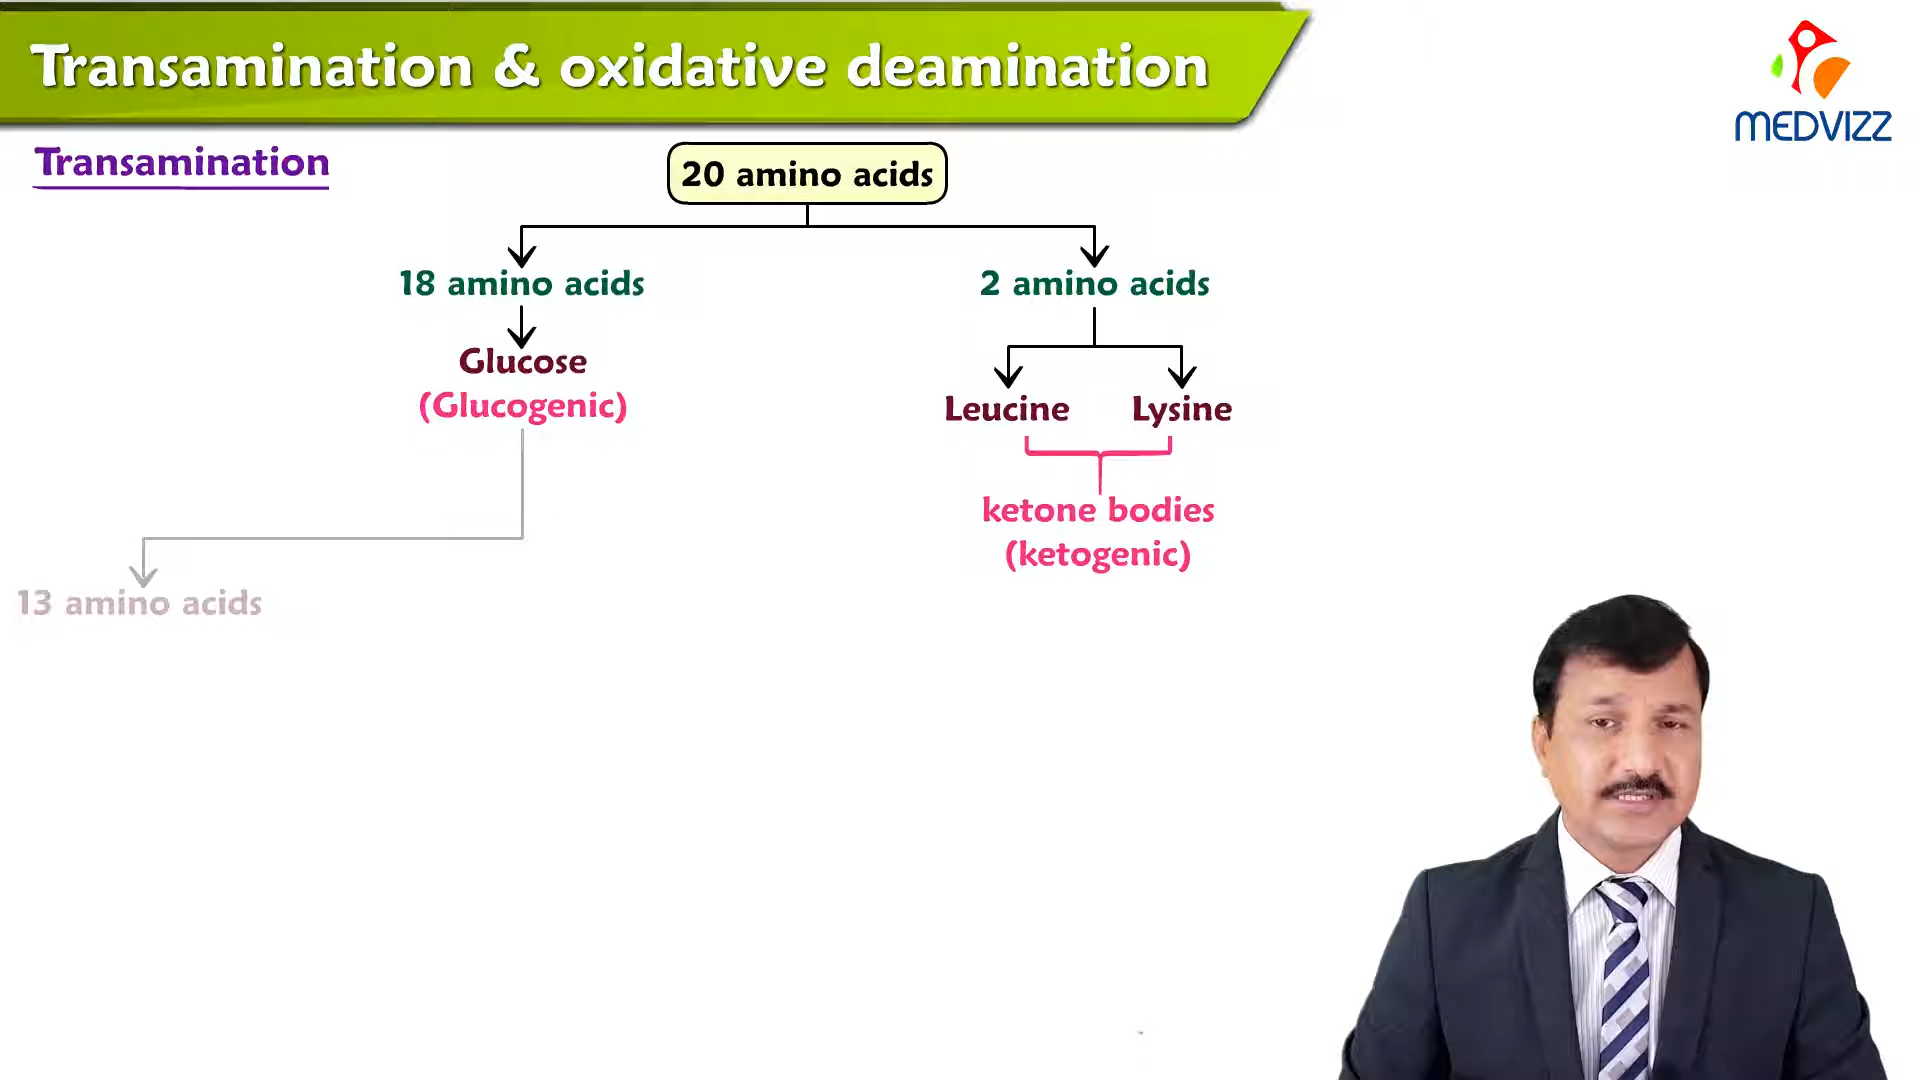 Transamination & oxidative deamination
MEDVIZZ
Transamination
20 amino acids
18 amino acids
2 amino acids
Glucose
(Glucogenic)
Leucine
Lysine
ketone bodies
(ketogenic)
13 amino acids